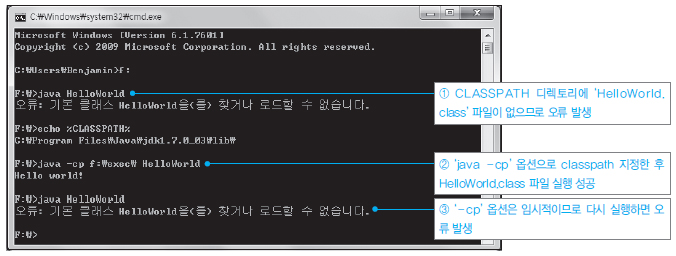 C:₩Windows₩system32₩cmd.exe
Microsoft Windows [Version 6.1.7601]
Copyright (c) 2009 Microsoft Corporation. All rights reserved.
C:₩Users₩Benjamin>f:
F:₩>java HelloWorld
오류: 기본 클래스 HelloWorld을(를) 찾거나 로드할 수 없습니다.
① CLASSPATH 디렉토리에 'HelloWorld.
class' 파일이 없으므로 오류 발생
F:₩>echo %CLASSPATH%
C:₩Program Files₩Java₩jdk1.7.0_03₩lib₩
F:₩>java -cp f:₩exec₩ HelloWorld
Hello world!
② 'java -cp' 옵션으로 classpath 지정한 후
HelloWorld.class 파일 실행 성공
F:₩>java HelloWorld
오류: 기본 클래스 HelloWorld을(를) 찾거나 로드할 수 없습니다.
③ '-cp' 옵션은 임시적이므로 다시 실행하면 오
류 발생
F:₩>